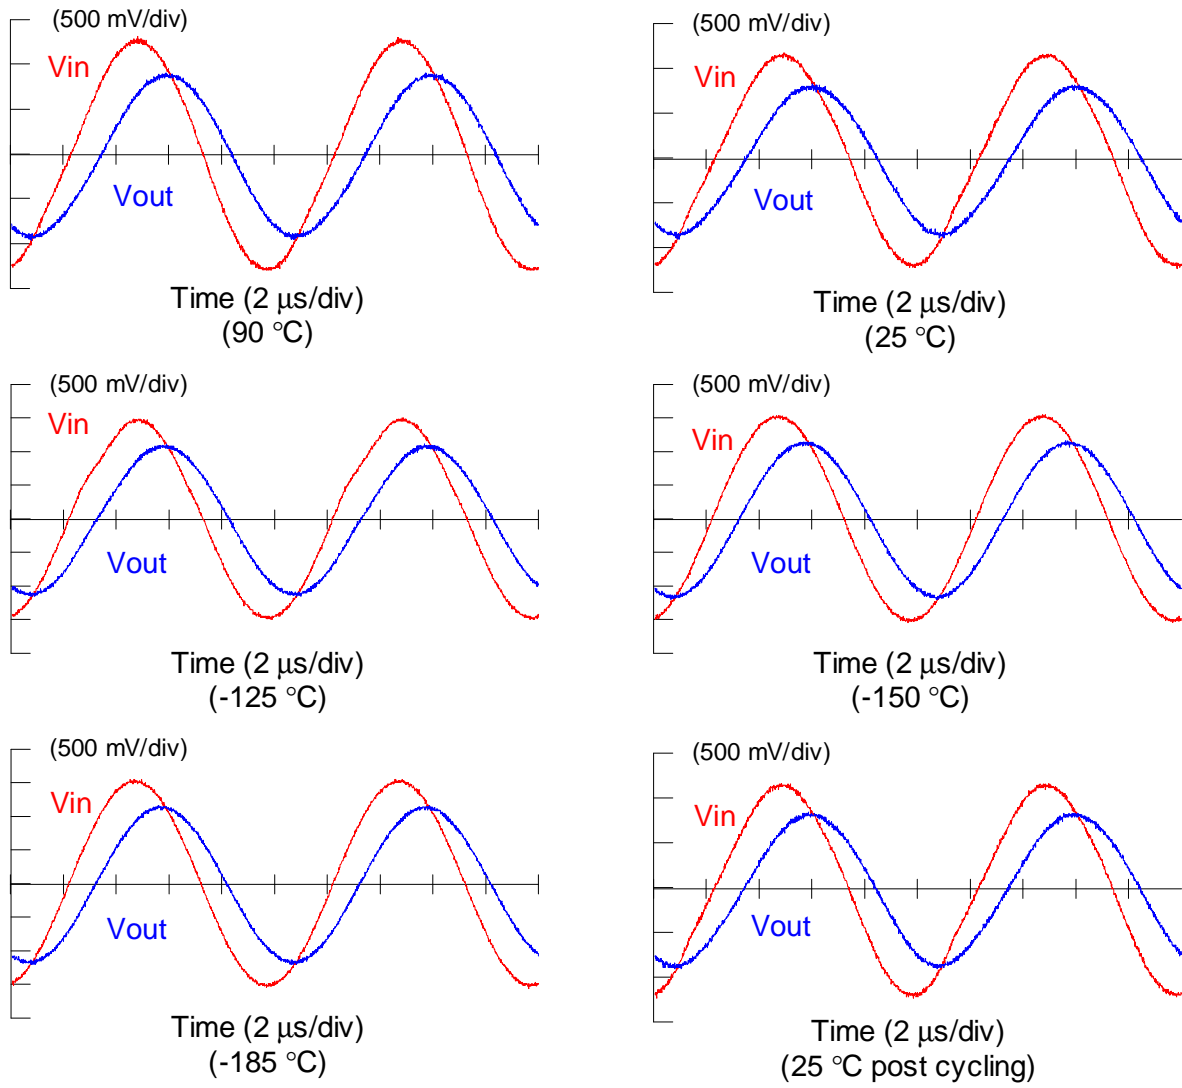 (500 mV/div)
Vin
Vout
Time (2 μs/div)
(90 °C)
(500 mV/div)
Vin
Vout
Time (2 μs/div)
(25 °C)
(500 mV/div)
Vin
Vout
Time (2 μs/div)
(-125 °C)
(500 mV/div)
Vin
Vout
Time (2 μs/div)
(-150 °C)
(500 mV/div)
Vin
Vout
Time (2 μs/div)
(-185 °C)
(500 mV/div)
Vin
Vout
Time (2 μs/div)
(25 °C post cycling)